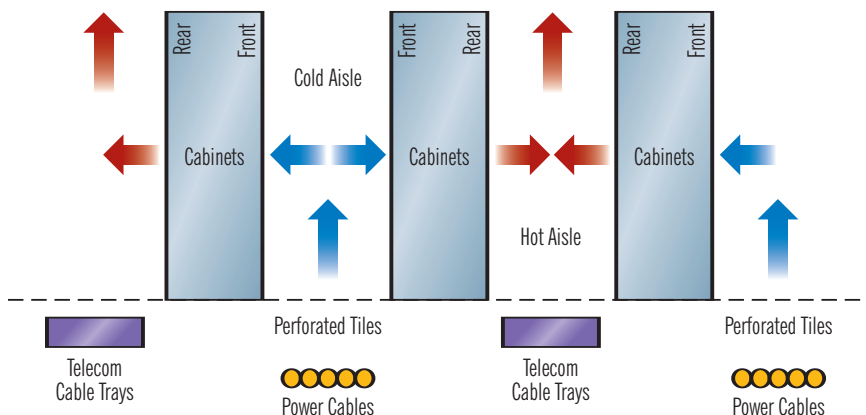 Rear
Front
Front
Rear
Rear
Front
Cold Aisle
Cabinets
Cabinets
Cabinets
Hot Aisle
Perforated Tiles
Perforated Tiles
Telecom
Cable Trays
Telecom
Cable Trays
Power Cables
Power Cables